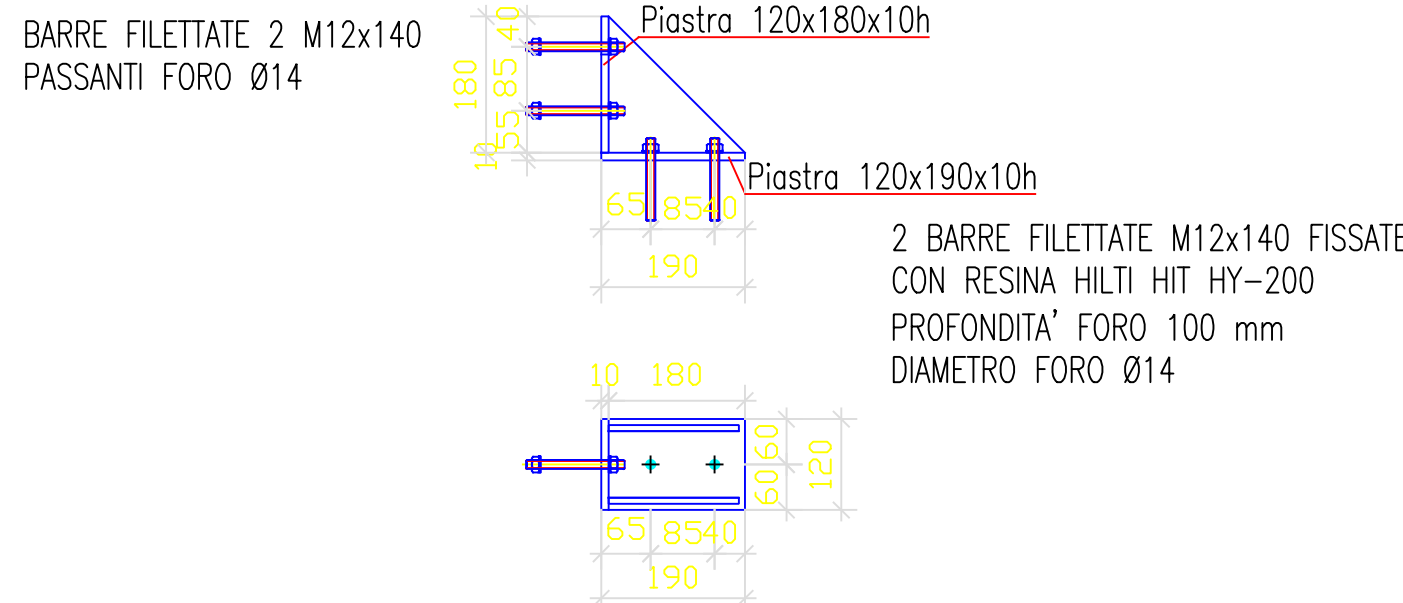 BARRE FILETTATE 2 M12x140
PASSANTI FORO Ø14
Piastra 120x180x10h
40
85
180
55
10
Piastra 120x190x10h
65 85 40
190
2 BARRE FILETTATE M12x140 FISSATE
CON RESINA HILTI HIT HY-200
PROFONDITA' FORO 100 mm
DIAMETRO FORO Ø14
10 180
60
120
60
65 85 40
190